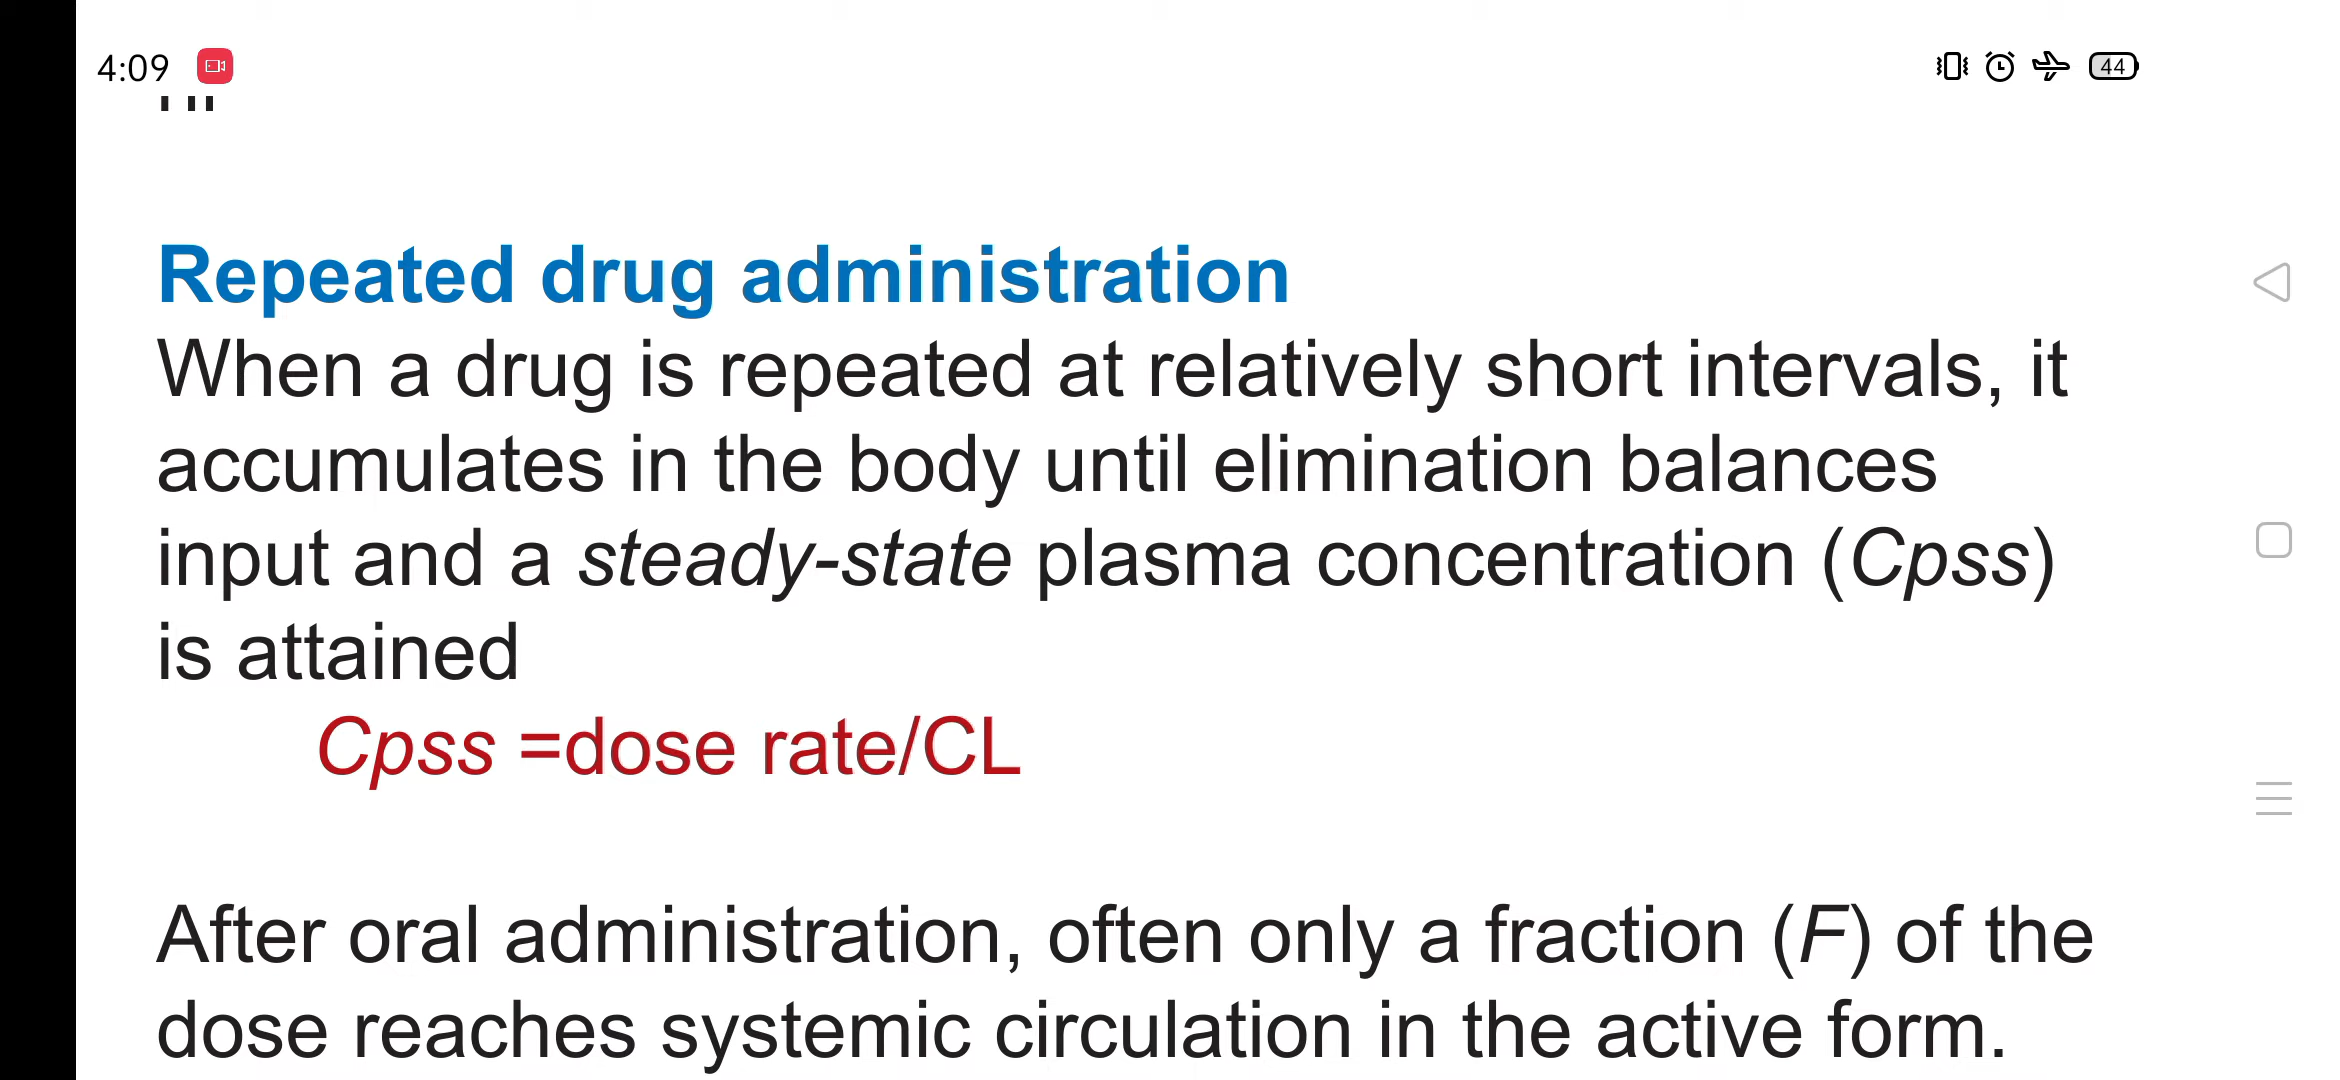 4:09
44
Repeated drug administration
When a drug is repeated at relatively short intervals, it
accumulates in the body until elimination balances
input and a steady-state plasma concentration (Cpss)
is attained
Cpss =dose rate/CL
After oral administration, often only a fraction (F) of the
dose reaches systemic circulation in the active form.